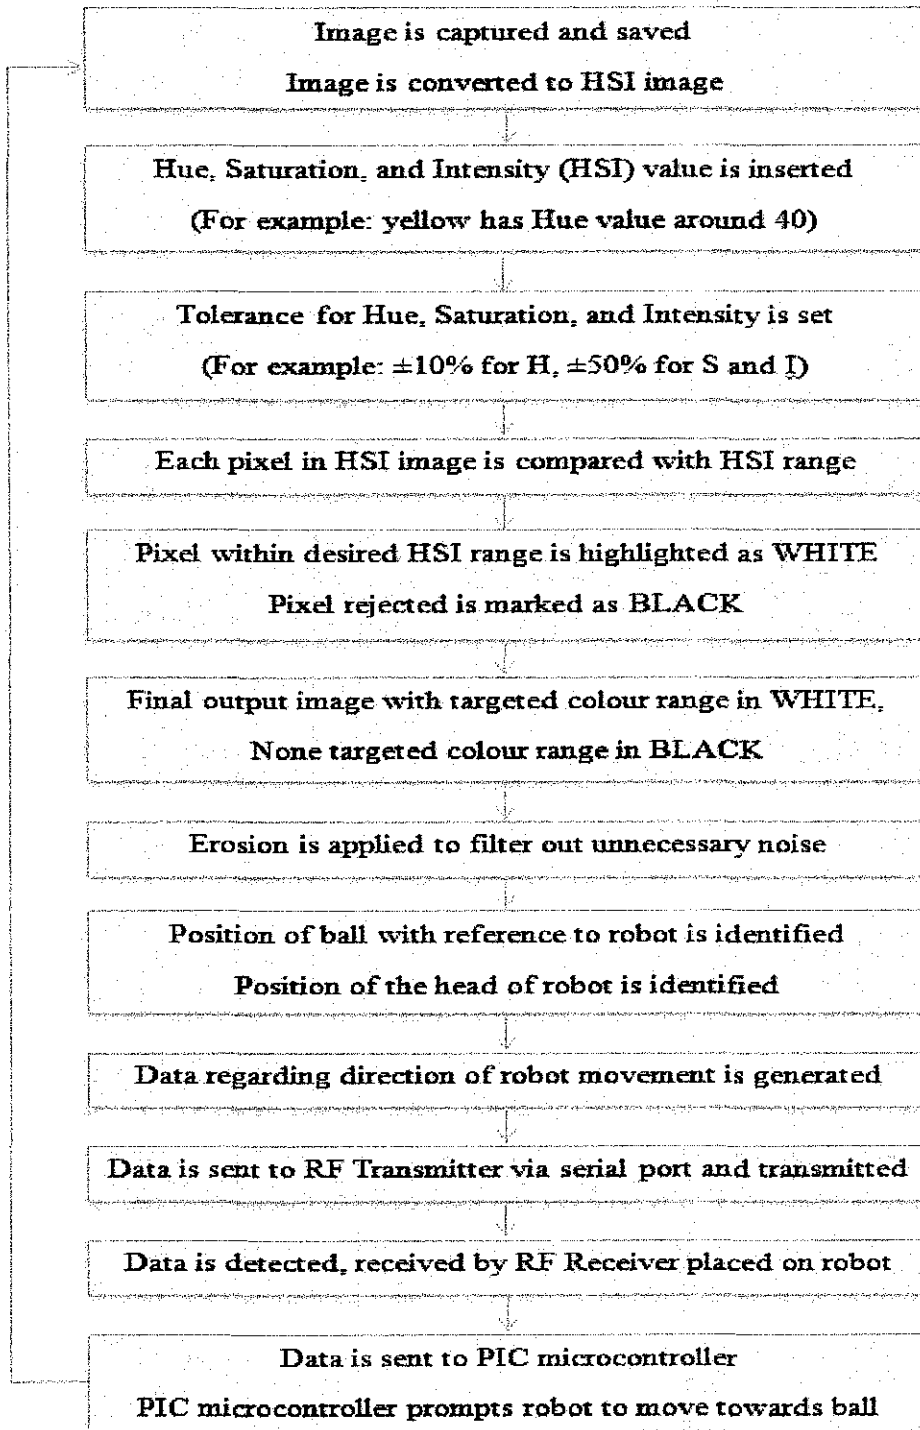 Image is captured and saved
Image is converted to HSI image
Hue, Saturation, and Intensity (HSI) value is inserted
(For example: yellow has Hue value around 40)
Tolerance for Hue, Saturation, and Intensity is set
(For example: ±10% for H, ±50% for S and I)
Each pixel in HSI image is compared with HSI range
Pixel within desired HSI range is highlighted as WHITE
Pixel rejected is marked as BLACK
Final output image with targeted colour range in WHITE,
None targeted colour range in BLACK
Erosion is applied to filter out unnecessary noise
Position of ball with reference to robot is identified
Position of the head of robot is identified
Data regarding direction of robot movement is generated
Data is sent to RF Transmitter via serial port and transmitted
Data is detected, received by RF Receiver placed on robot
Data is sent to PIC microcontroller
PIC microcontroller prompts robot to move towards ball